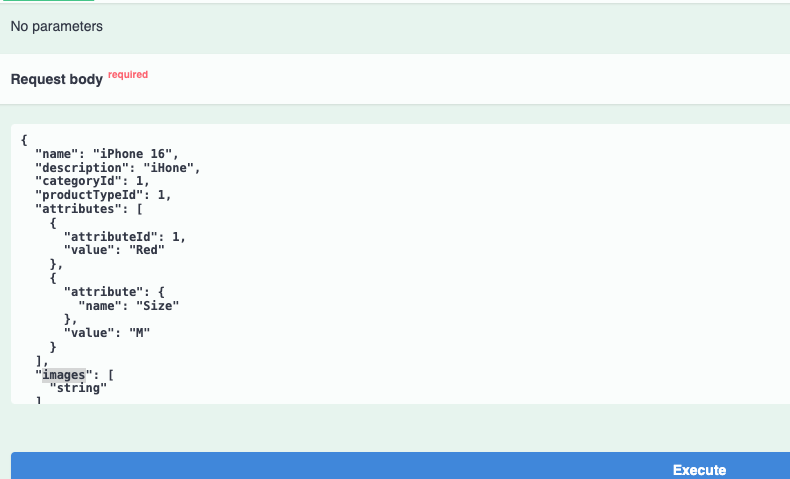 No parameters
Request body required
{
  "name": "iPhone 16",
  "description": "iHone",
  "categoryId": 1,
  "productTypeId": 1,
  "attributes": [
    {
      "attributeId": 1,
      "value": "Red"
    },
    {
      "attribute": {
        "name": "Size"
      },
      "value": "M"
    }
  ],
  "images": [
    "string"
  ]
Execute